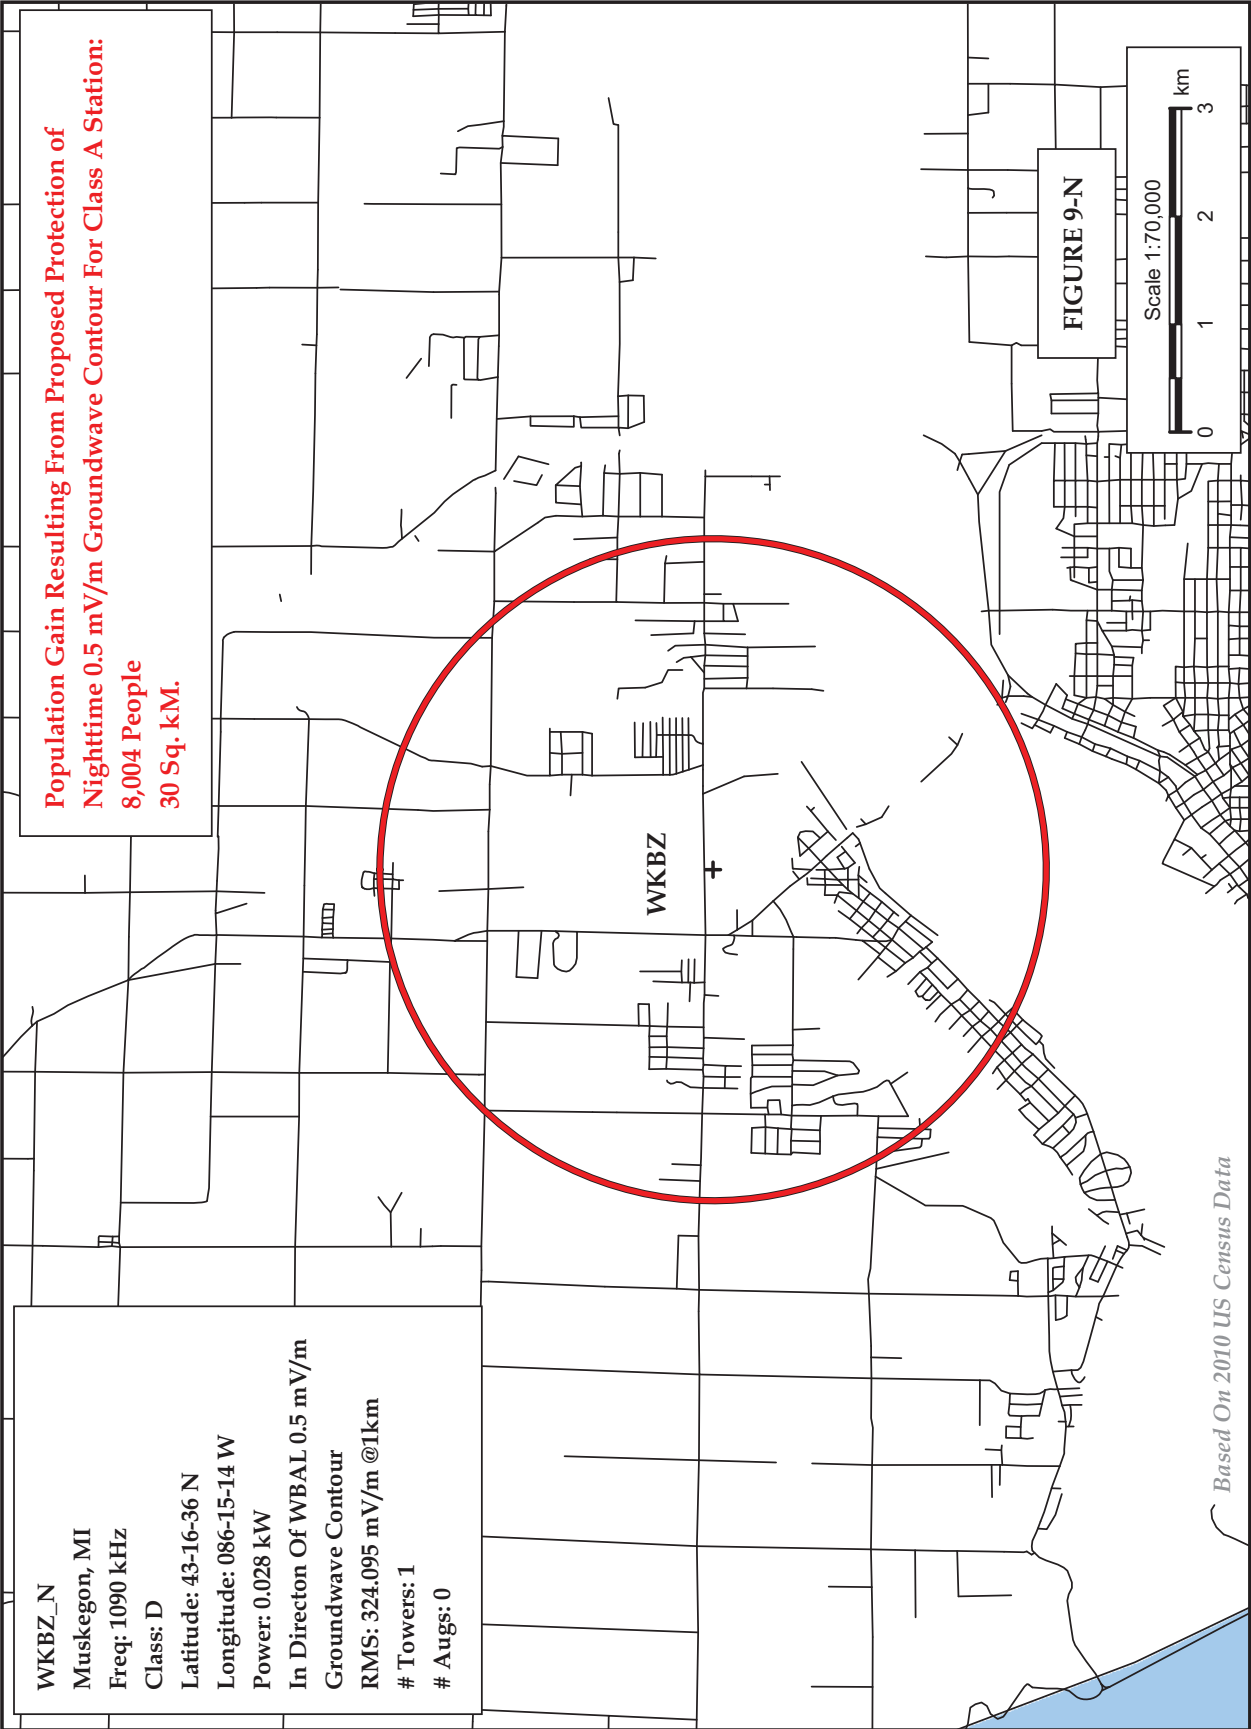 WKBZ_N
Muskegon, MI
Freq: 1090 kHz
Class: D
Latitude: 43-16-36 N
Longitude: 086-15-14 W
Power: 0.028 kW
In Directon Of WBAL 0.5 mV/m
Groundwave Contour
RMS: 324.095 mV/m @1km
# Towers: 1
# Augs: 0
Population Gain Resulting From Proposed Protection of
Nighttime 0.5 mV/m Groundwave Contour For Class A Station:
8,004 People
30 Sq. kM.
WKBZ
FIGURE 9-N
Scale 1:70,000
km
0 1 2 3
Based On 2010 US Census Data